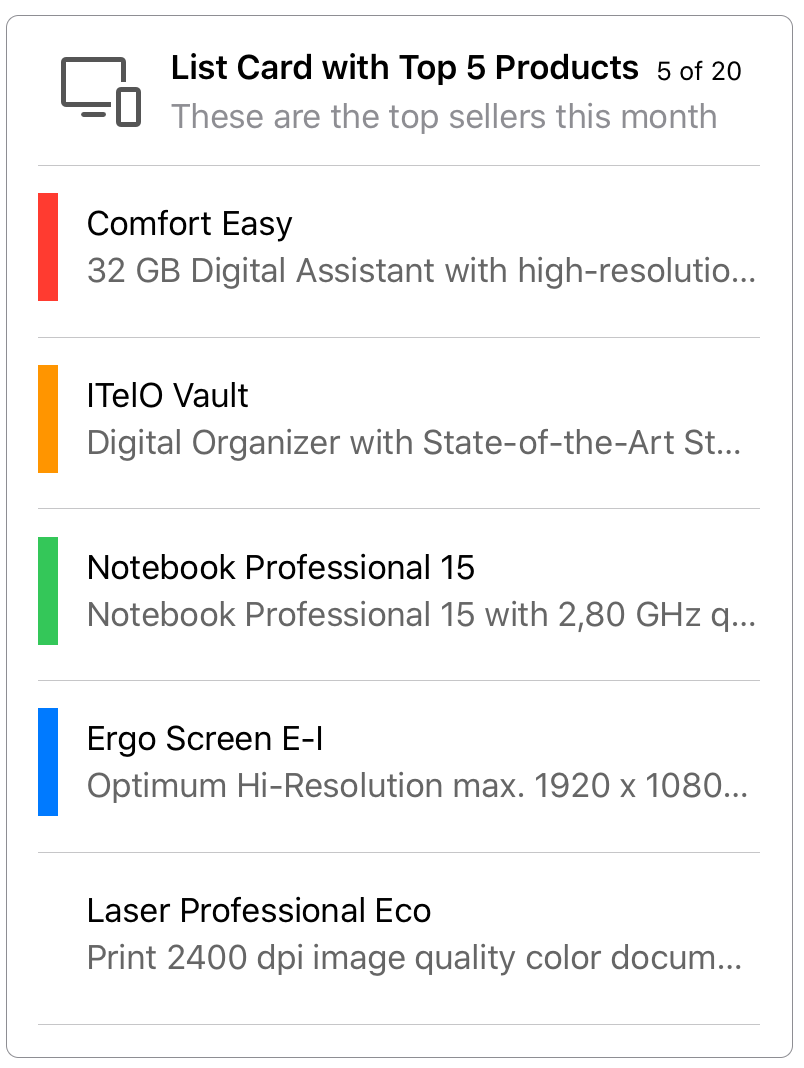 List Card with Top 5 Products 5 of 20
These are the top sellers this month
Comfort Easy
32 GB Digital Assistant with high-resolutio...
ITelO Vault
Digital Organizer with State-of-the-Art St...
Notebook Professional 15
Notebook Professional 15 with 2,80 GHz q...
Ergo Screen E-I
Optimum Hi-Resolution max. 1920 x 1080...
Laser Professional Eco
Print 2400 dpi image quality color docum...